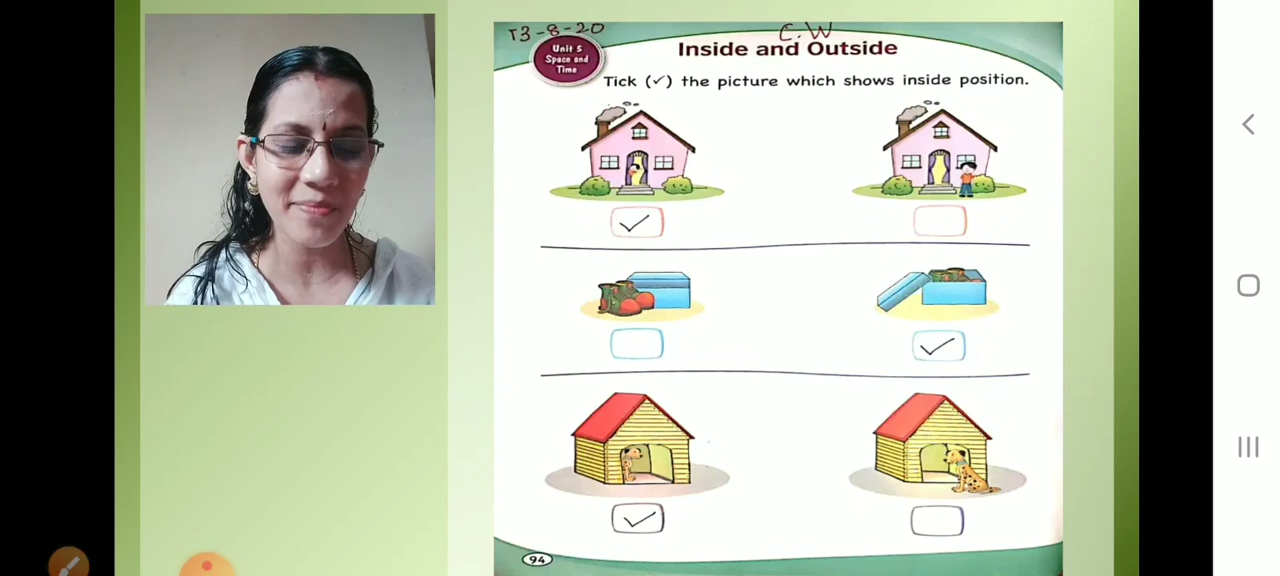 13-8-20
C.W
Unit 5
Space and
Time
Inside and Outside
Tick (✓) the picture which shows inside position.
94